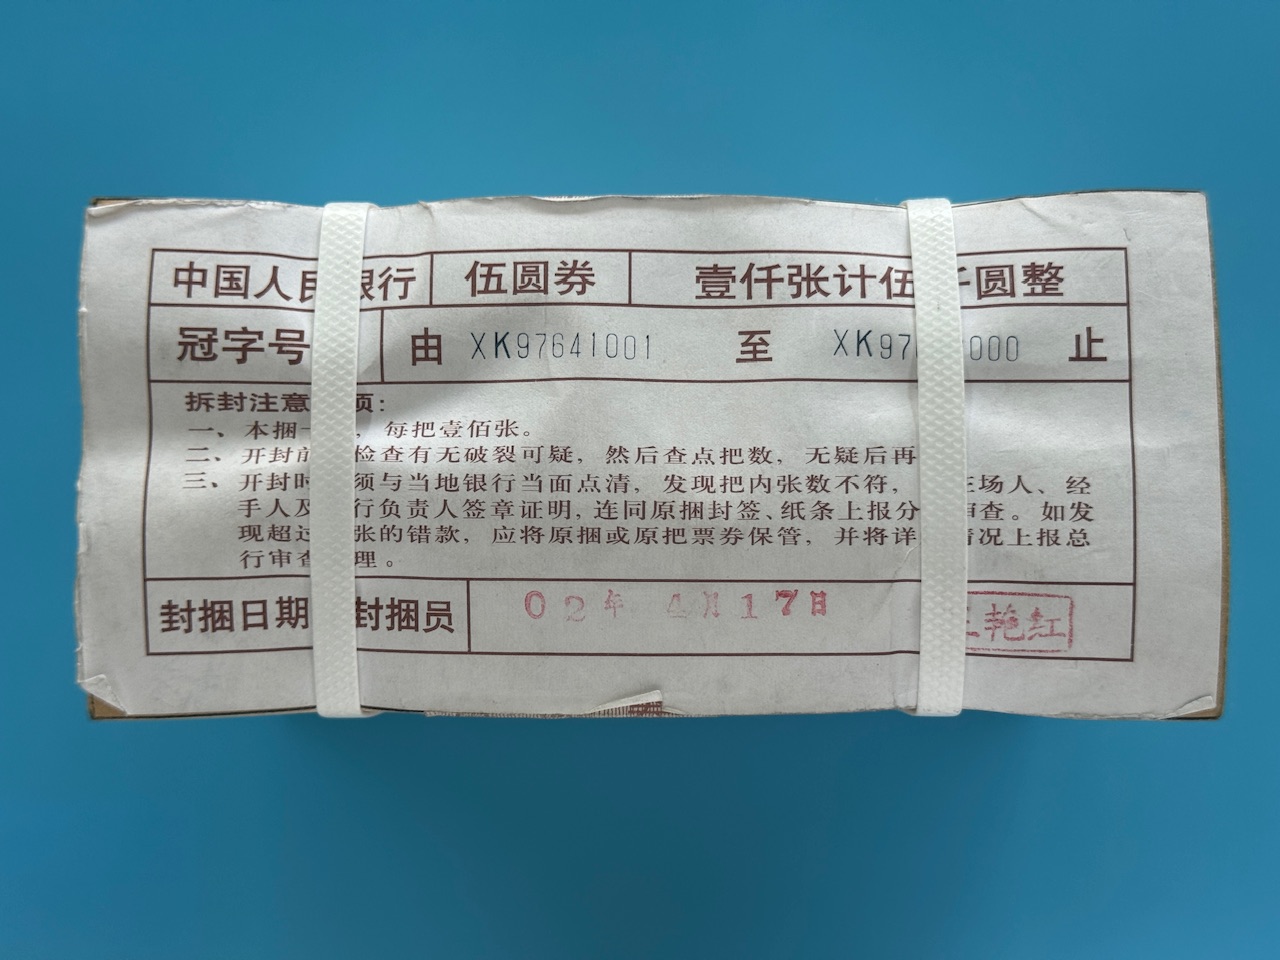 中国人民银行 伍圆券 壹仟张计伍仟圆整
冠字号 由 XK97641001 至 XK97 000 止
拆封注意 项：
一、本捆 ，每把壹佰张。
二、开封前 检查有无破裂可疑，然后查点把数，无疑后再
三、开封时 须与当地银行当面点清，发现把内张数不符， 在场人、经
手人及 行负责人签章证明，连同原捆封签、纸条上报分 审查。如发
现超过 张的错款，应将原捆或原把票券保管，并将详 情况上报总
行审查 理。
封捆日期 封捆员 02年 4月17日 艳红